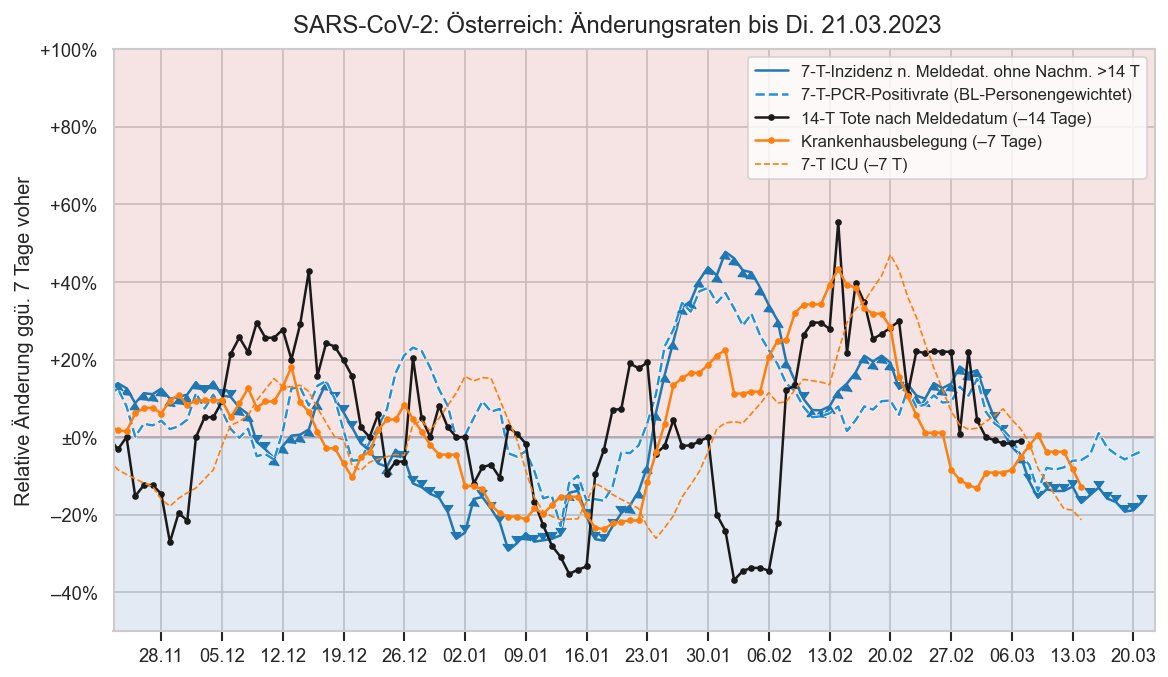 SARS-CoV-2: Österreich: Änderungsraten bis Di. 21.03.2023
Relative Änderung ggü. 7 Tage voher
+100%
+80%
+60%
+40%
+20%
±0%
–20%
–40%
7-T-Inzidenz n. Meldedat. ohne Nachm. >14 T
7-T-PCR-Positivrate (BL-Personengewichtet)
14-T Tote nach Meldedatum (–14 Tage)
Krankenhausbelegung (–7 Tage)
7-T ICU (–7 T)
28.11 05.12 12.12 19.12 26.12 02.01 09.01 16.01 23.01 30.01 06.02 13.02 20.02 27.02 06.03 13.03 20.03